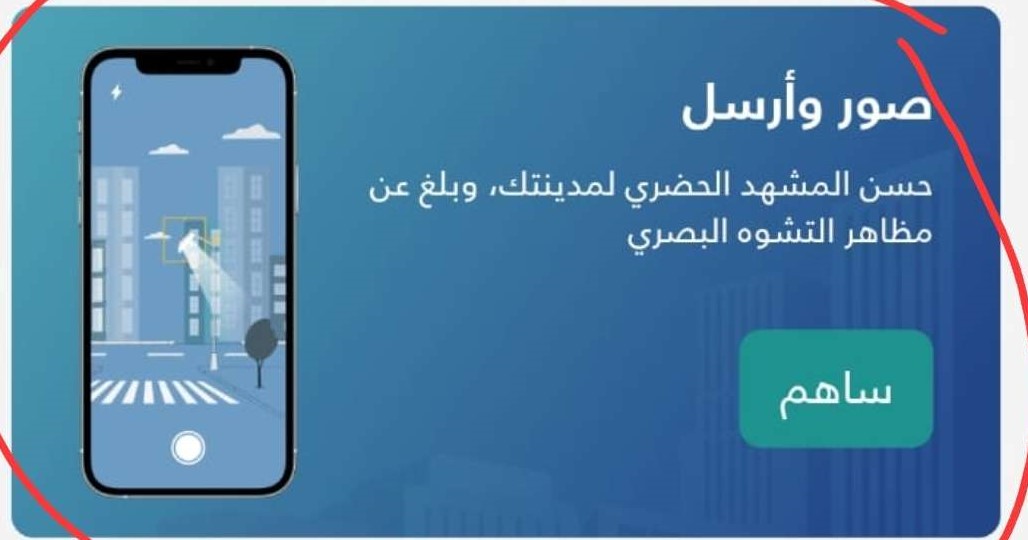 صور وأرسل
حسن المشهد الحضري لمدينتك، وبلغ عن
مظاهر التشوه البصري
ساهم